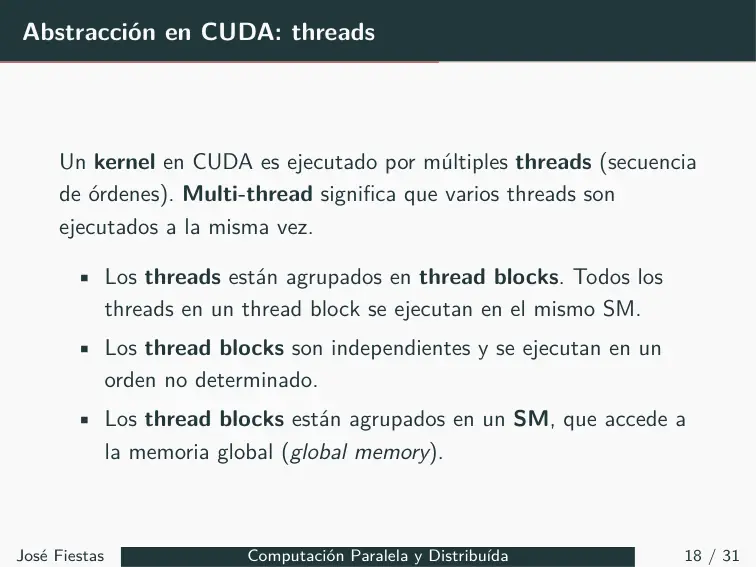 Abstracción en CUDA: threads
Un kernel en CUDA es ejecutado por múltiples threads (secuencia
de órdenes). Multi-thread significa que varios threads son
ejecutados a la misma vez.
▪ Los threads están agrupados en thread blocks. Todos los
threads en un thread block se ejecutan en el mismo SM.
▪ Los thread blocks son independientes y se ejecutan en un
orden no determinado.
▪ Los thread blocks están agrupados en un SM, que accede a
la memoria global (global memory).
José Fiestas
Computación Paralela y Distribuída
18 / 31